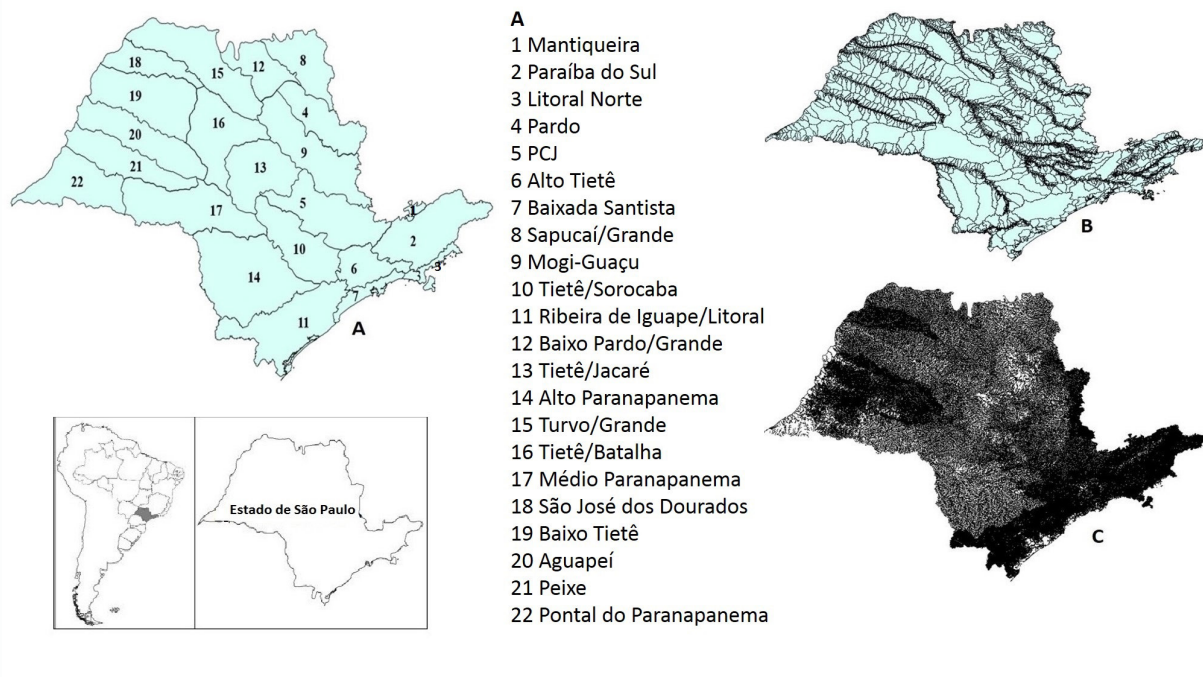 18
15
12
8
19
16
4
20
9
21
13
22
5
17
1
10
2
14
6
3
7
11
A
A
1 Mantiqueira
2 Paraíba do Sul
3 Litoral Norte
4 Pardo
5 PCJ
6 Alto Tietê
7 Baixada Santista
8 Sapucaí/Grande
9 Mogi-Guaçu
10 Tietê/Sorocaba
11 Ribeira de Iguape/Litoral
12 Baixo Pardo/Grande
13 Tietê/Jacaré
14 Alto Paranapanema
15 Turvo/Grande
16 Tietê/Batalha
17 Médio Paranapanema
18 São José dos Dourados
19 Baixo Tietê
20 Aguapeí
21 Peixe
22 Pontal do Paranapanema
B
C
Estado de São Paulo